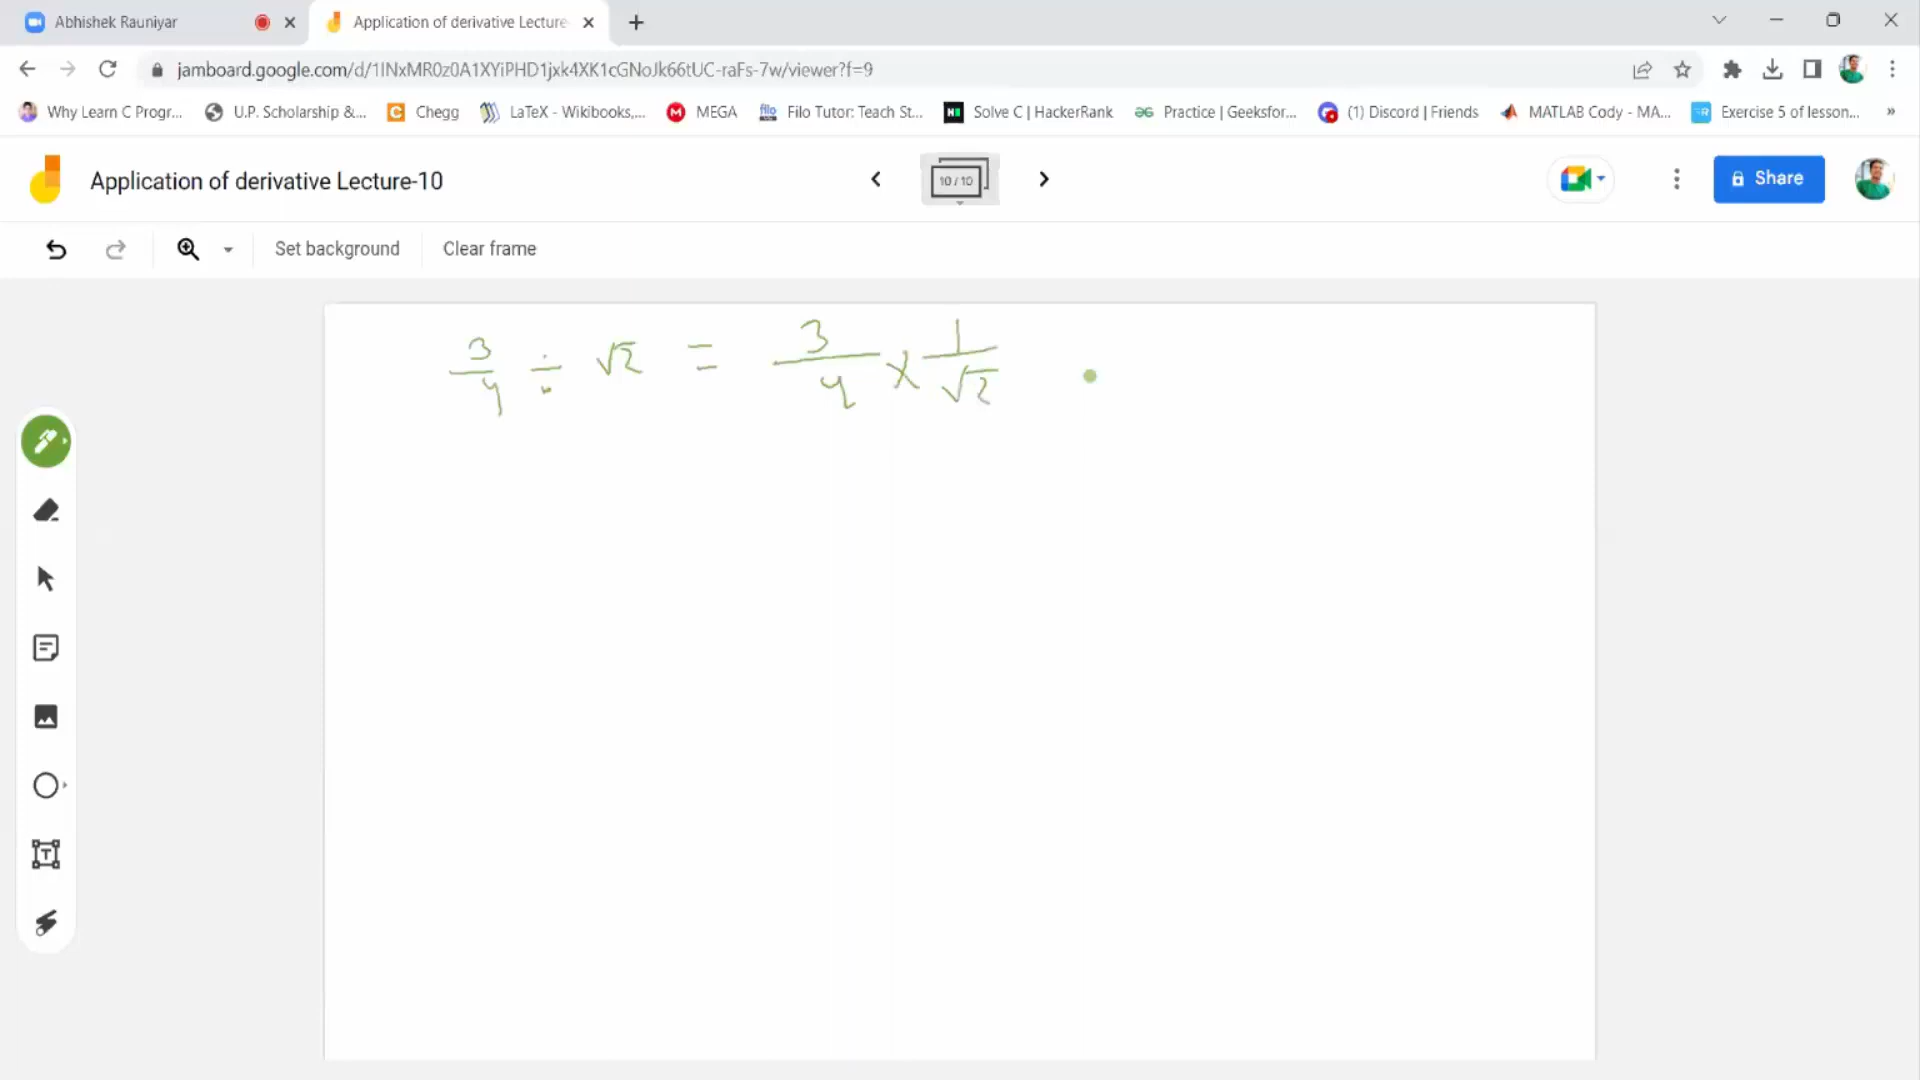 Abhishek Rauniyar
Application of derivative Lecture-
jamboard.google.com/d/1INxMR0z0A1XYiPHD1jxk4XK1cGNoJk66tUC-raFs-7w/viewer?f=9
Why Learn C Progr... U.P. Scholarship &... Chegg LaTeX - Wikibooks,... MEGA Filo Tutor: Teach St... Solve C | HackerRank Practice | Geeksfor... (1) Discord | Friends MATLAB Cody - MA... Exercise 5 of lesson... »
Application of derivative Lecture-10 10 / 10 Share
Set background Clear frame
3/4 ÷ √2 = 3/4 × 1/√2